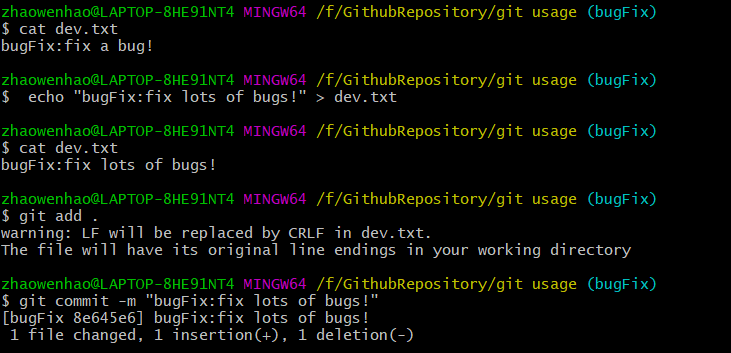 zhaowenhao@LAPTOP-8HE91NT4 MINGW64 /f/GithubRepository/git usage (bugFix)
$ cat dev.txt
bugFix:fix a bug!
zhaowenhao@LAPTOP-8HE91NT4 MINGW64 /f/GithubRepository/git usage (bugFix)
$  echo "bugFix:fix lots of bugs!" > dev.txt
zhaowenhao@LAPTOP-8HE91NT4 MINGW64 /f/GithubRepository/git usage (bugFix)
$ cat dev.txt
bugFix:fix lots of bugs!
zhaowenhao@LAPTOP-8HE91NT4 MINGW64 /f/GithubRepository/git usage (bugFix)
$ git add .
warning: LF will be replaced by CRLF in dev.txt.
The file will have its original line endings in your working directory
zhaowenhao@LAPTOP-8HE91NT4 MINGW64 /f/GithubRepository/git usage (bugFix)
$ git commit -m "bugFix:fix lots of bugs!"
[bugFix 8e645e6] bugFix:fix lots of bugs!
 1 file changed, 1 insertion(+), 1 deletion(-)